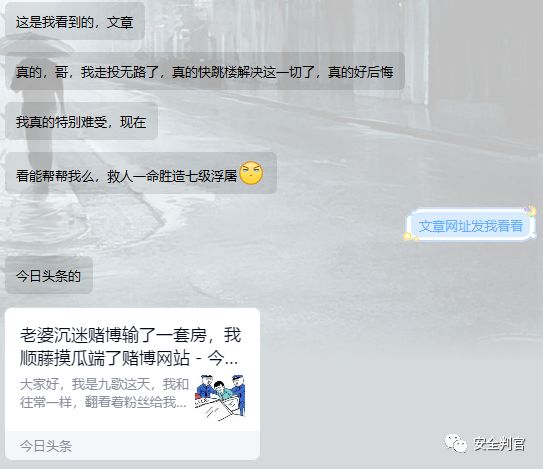 这是我看到的，文章
真的，哥，我走投无路了，真的快跳楼解决这一切了，真的好后悔
我真的特别难受，现在
看能帮帮我么，救人一命胜造七级浮屠
文章网址发我看看
今日头条的
老婆沉迷赌博输了一套房，我
顺藤摸瓜端了赌博网站 - 今...
大家好，我是九歌这天，我和
往常一样，翻看着粉丝给我...
今日头条
安全判官